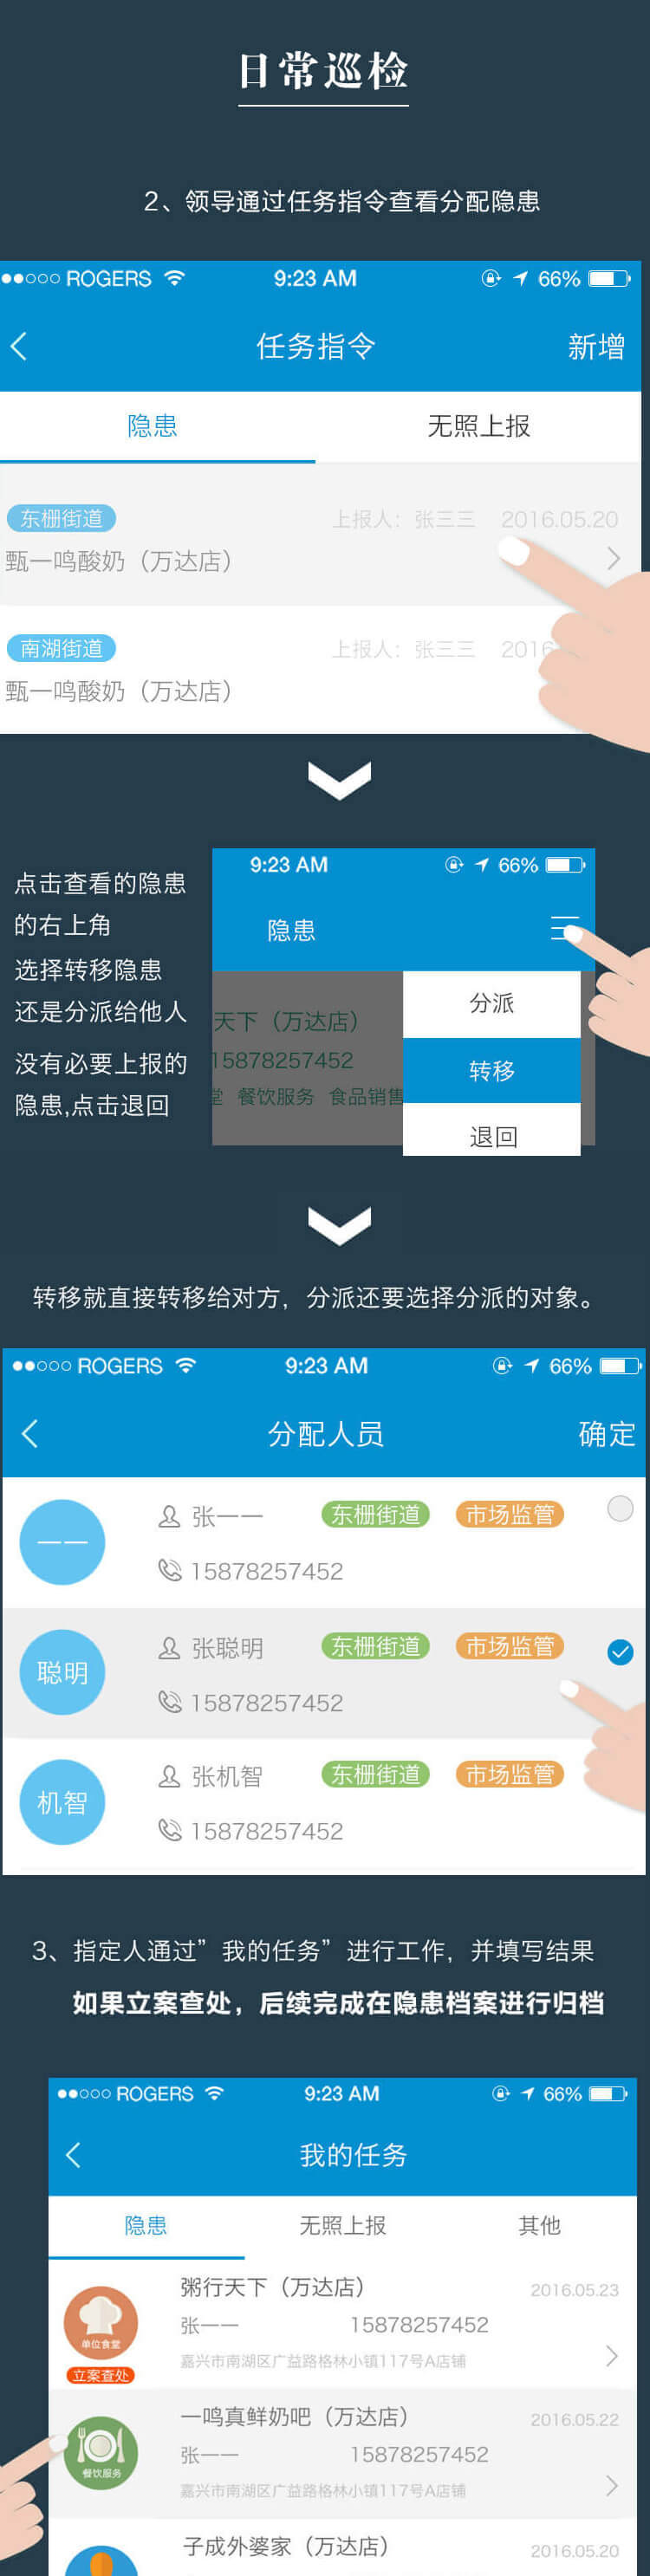 日常巡检
2、领导通过任务指令查看分配隐患
ROGERS 9:23 AM 66%
任务指令 新增
隐患 无照上报
东栅街道 上报人：张三三 2016.05.20
甄一鸣酸奶（万达店）
南湖街道 上报人：张三三 2016
甄一鸣酸奶（万达店）
点击查看的隐患
的右上角
选择转移隐患
还是分派给他人
没有必要上报的
隐患,点击退回
9:23 AM 66%
隐患
分派
天下（万达店）
15878257452
转移
堂 餐饮服务 食品销售
退回
转移就直接转移给对方，分派还要选择分派的对象。
ROGERS 9:23 AM 66%
分配人员 确定
一一 张一一 东栅街道 市场监管
15878257452
聪明 张聪明 东栅街道 市场监管
15878257452
机智 张机智 东栅街道 市场监管
15878257452
3、指定人通过”我的任务”进行工作，并填写结果
如果立案查处，后续完成在隐患档案进行归档
ROGERS 9:23 AM 66%
我的任务
隐患 无照上报 其他
粥行天下（万达店） 2016.05.23
张一一 15878257452
单位食堂
嘉兴市南湖区广益路格林小镇117号A店铺
立案查处
一鸣真鲜奶吧（万达店） 2016.05.22
张一一 15878257452
餐饮服务
嘉兴市南湖区广益路格林小镇117号A店铺
子成外婆家（万达店） 2016.05.20